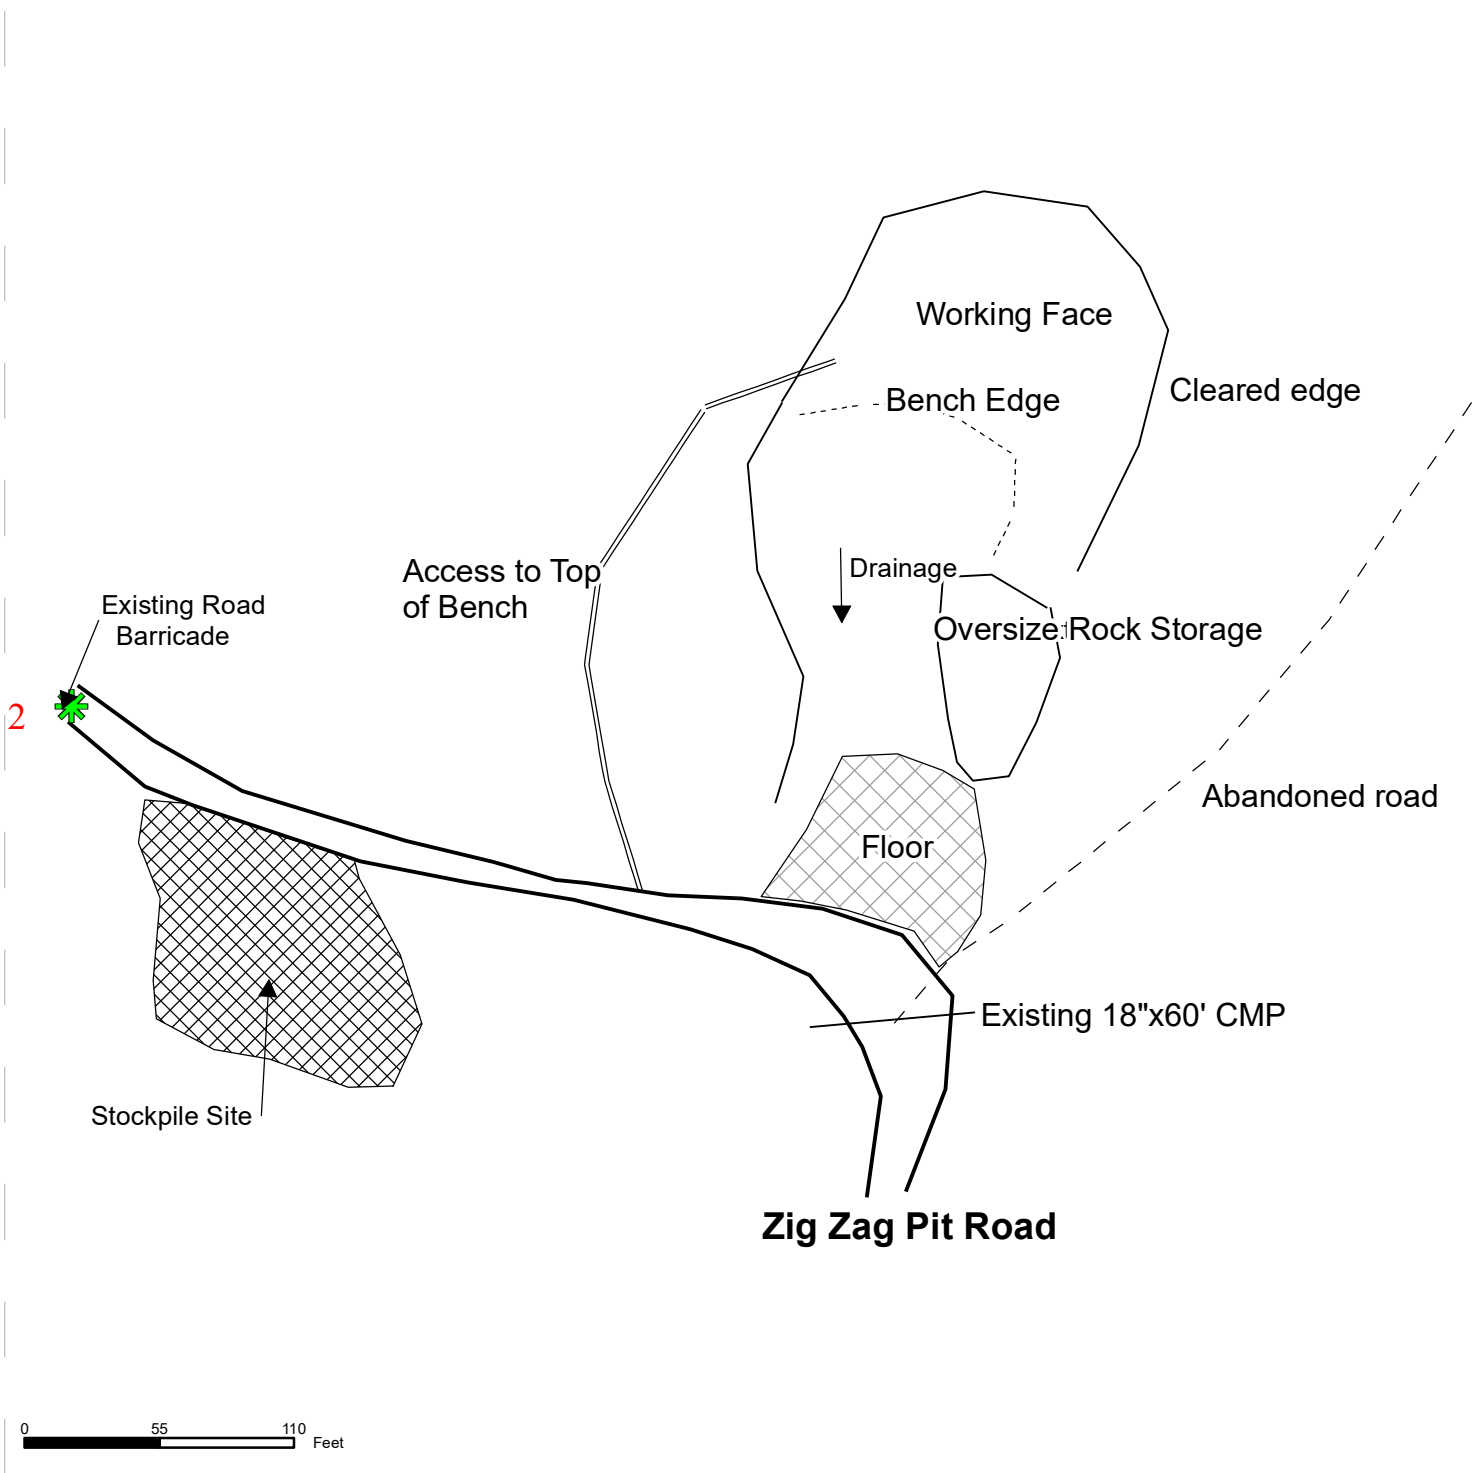 Working Face
Cleared edge
Bench Edge
Drainage
Access to Top
of Bench
Existing Road
Barricade
Oversize Rock Storage
2
Abandoned road
Floor
Existing 18"x60' CMP
Stockpile Site
Zig Zag Pit Road
0 55 110
Feet